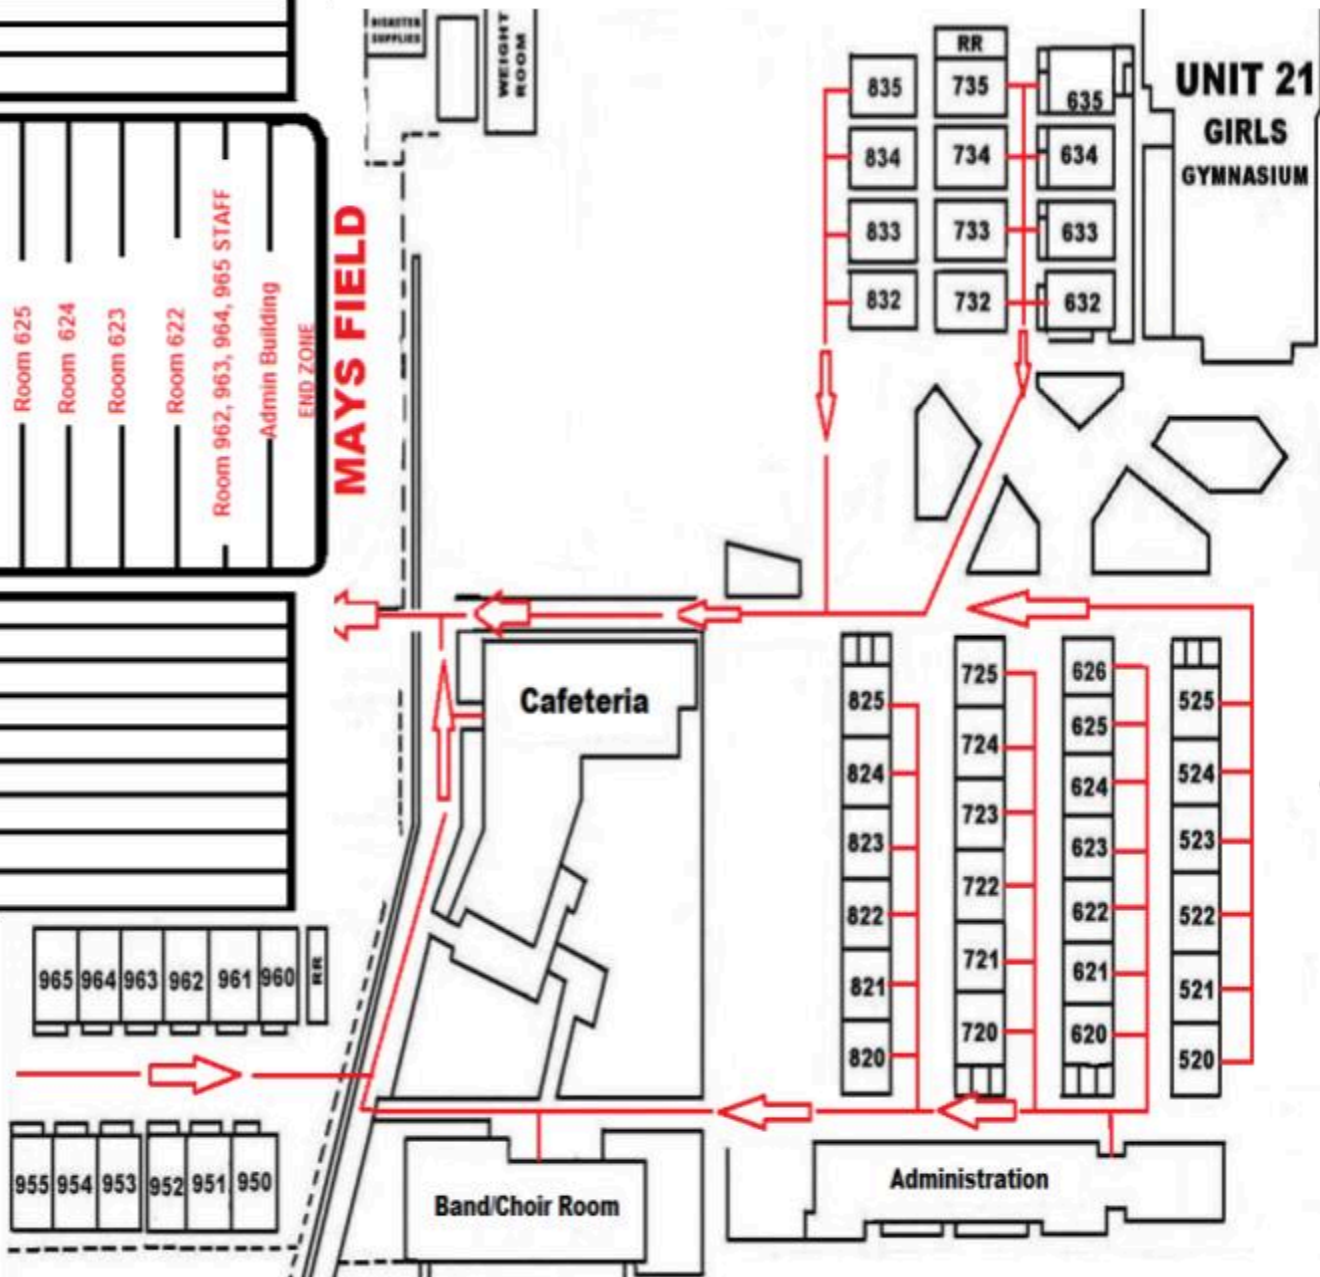 DISASTER
SUPPLIES
WEIGHT
ROOM
RR
835
735
635
834
734
634
833
733
633
832
732
632
UNIT 21
GIRLS
GYMNASIUM
Room 625
Room 624
Room 623
Room 622
Room 962, 963, 964, 965 STAFF
Admin Building
END ZONE
MAYS FIELD
Cafeteria
825
824
823
822
821
820
725
724
723
722
721
720
626
625
624
623
622
621
620
525
524
523
522
521
520
965
964
963
962
961
960
RR
955
954
953
952
951
950
Band/Choir Room
Administration